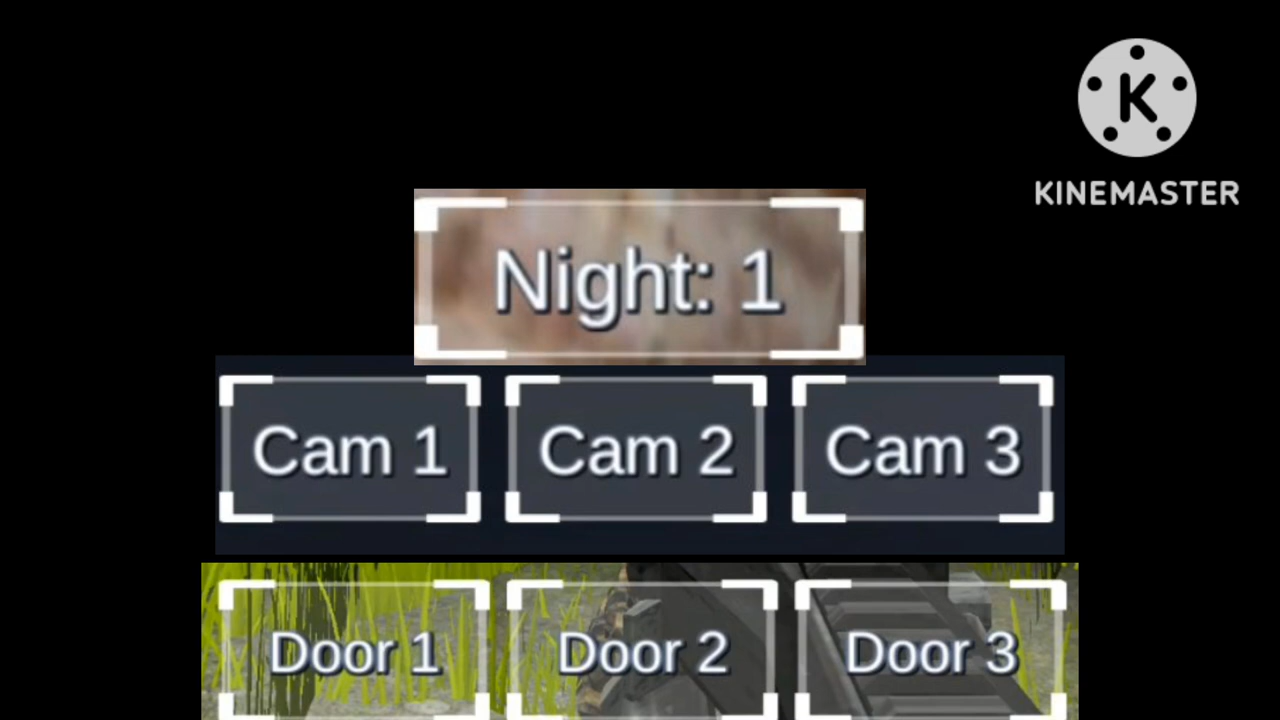 K
KINEMASTER
Night: 1
Cam 1 Cam 2 Cam 3
Door 1 Door 2 Door 3